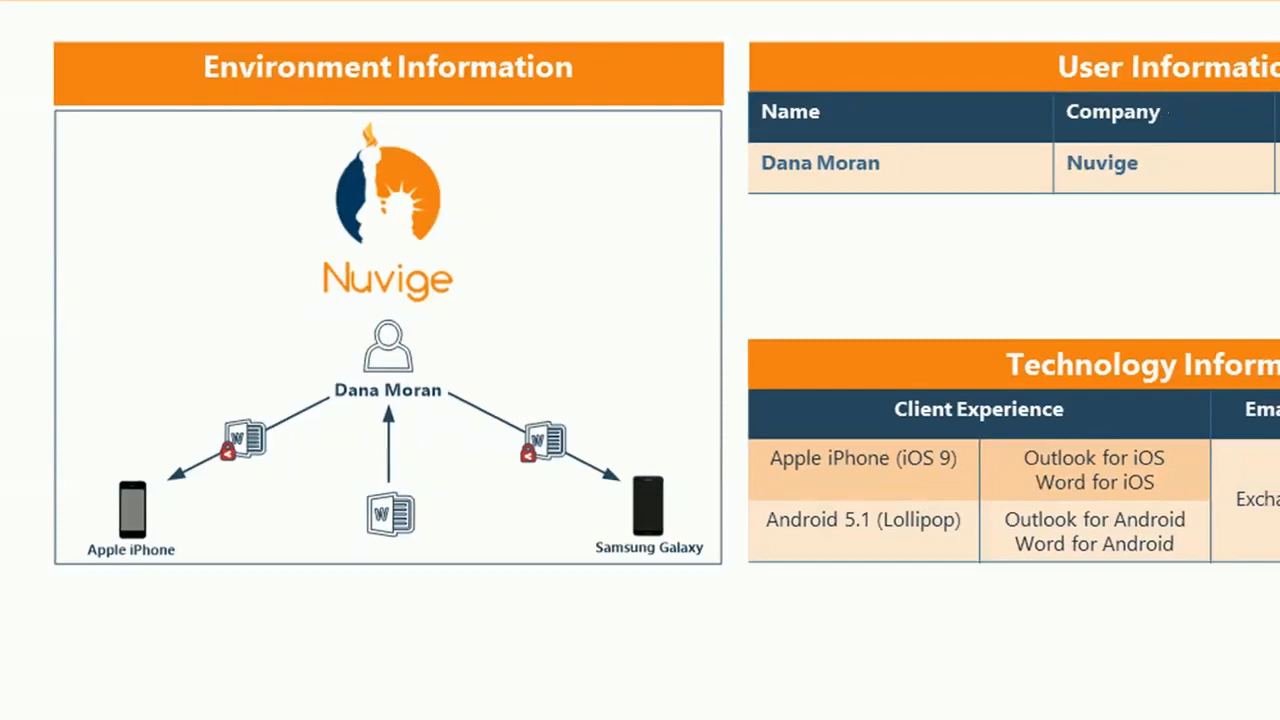 Environment Information
Nuvige
Dana Moran
W
W
W
Apple iPhone
Samsung Galaxy
User Informatio
Name
Company
Dana Moran
Nuvige
Technology Inform
Client Experience
Ema
Apple iPhone (iOS 9)
Outlook for iOS
Word for iOS
Excha
Android 5.1 (Lollipop)
Outlook for Android
Word for Android